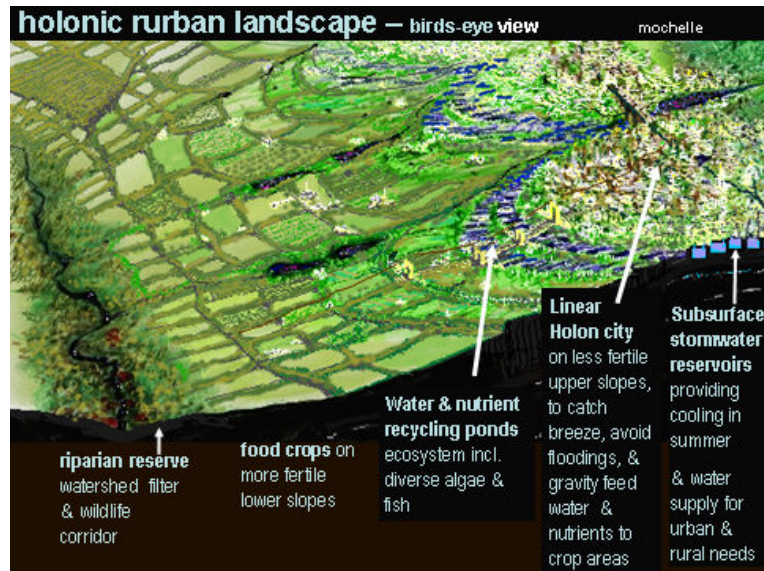 holonic rurban landscape – birds-eye view
mochelle
riparian reserve
watershed filter
& wildlife
corridor
food crops on
more fertile
lower slopes
Water & nutrient
recycling ponds
ecosystem incl.
diverse algae &
fish
Linear
Holon city
on less fertile
upper slopes,
to catch
breeze, avoid
floodings, &
gravity feed
water &
nutrients to
crop areas
Subsurface
stormwater
reservoirs
providing
cooling in
summer
& water
supply for
urban &
rural needs